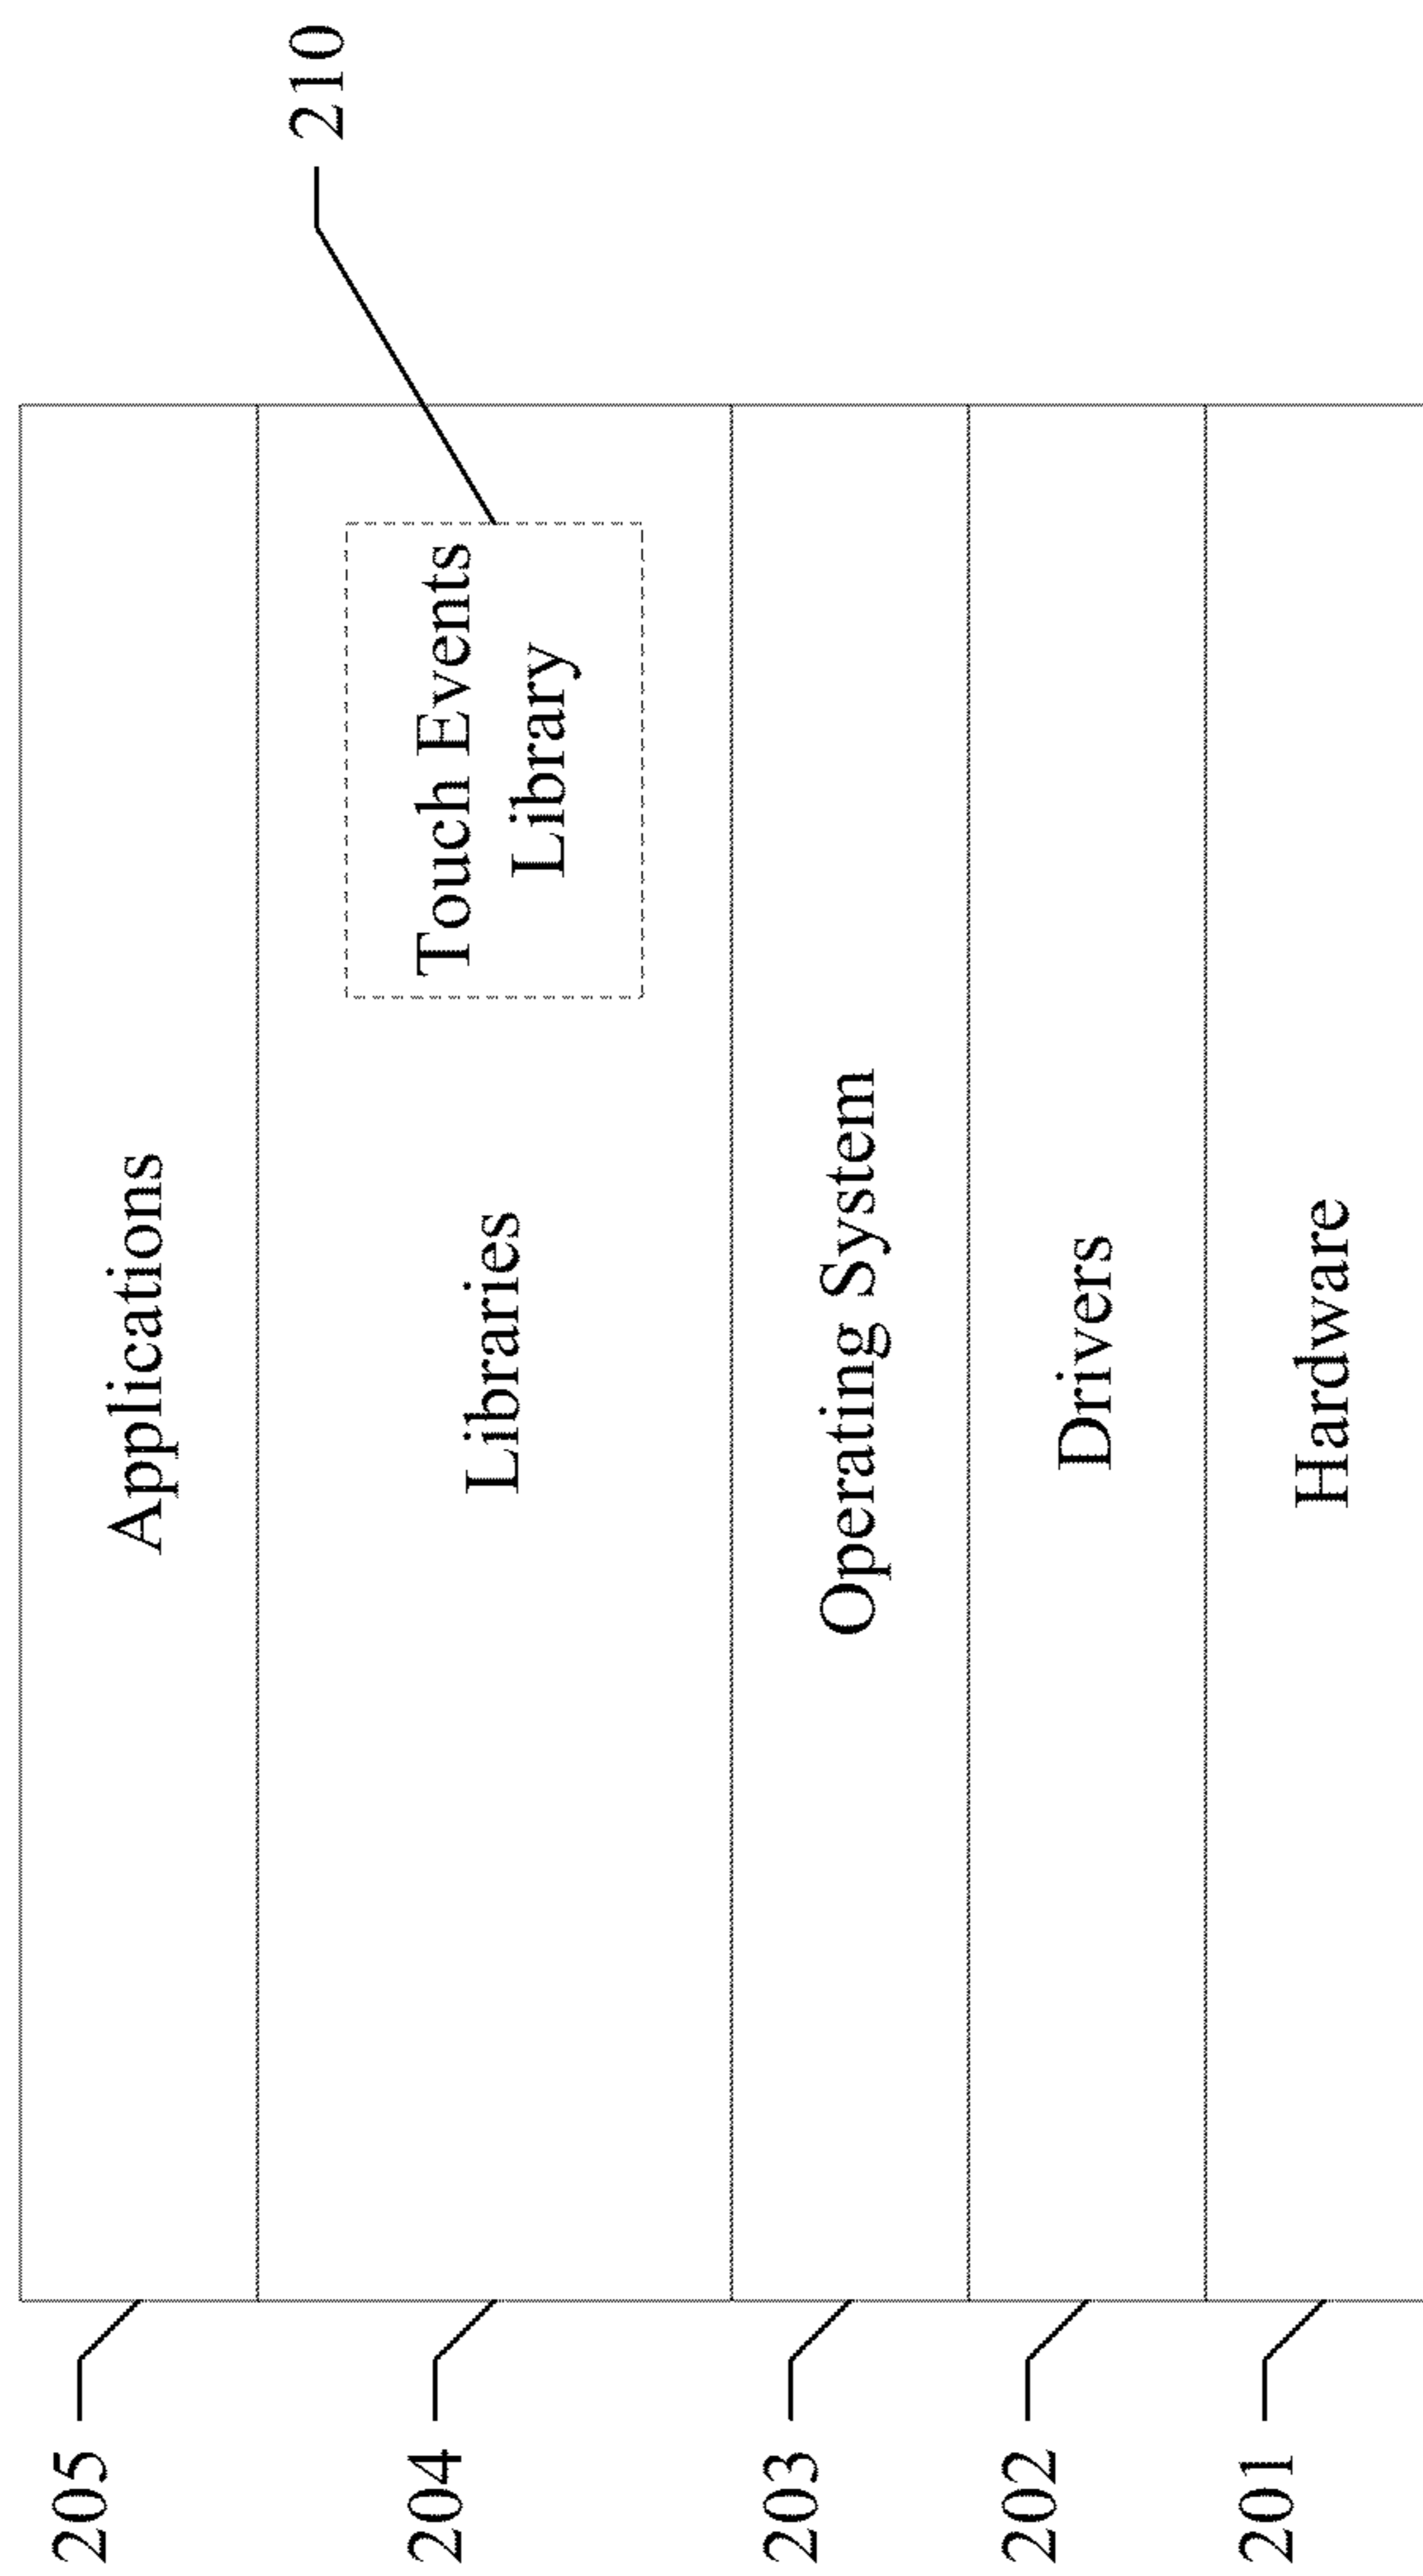 210
205
Applications
204
Libraries
Touch Events
Library
203
Operating System
202
Drivers
201
Hardware